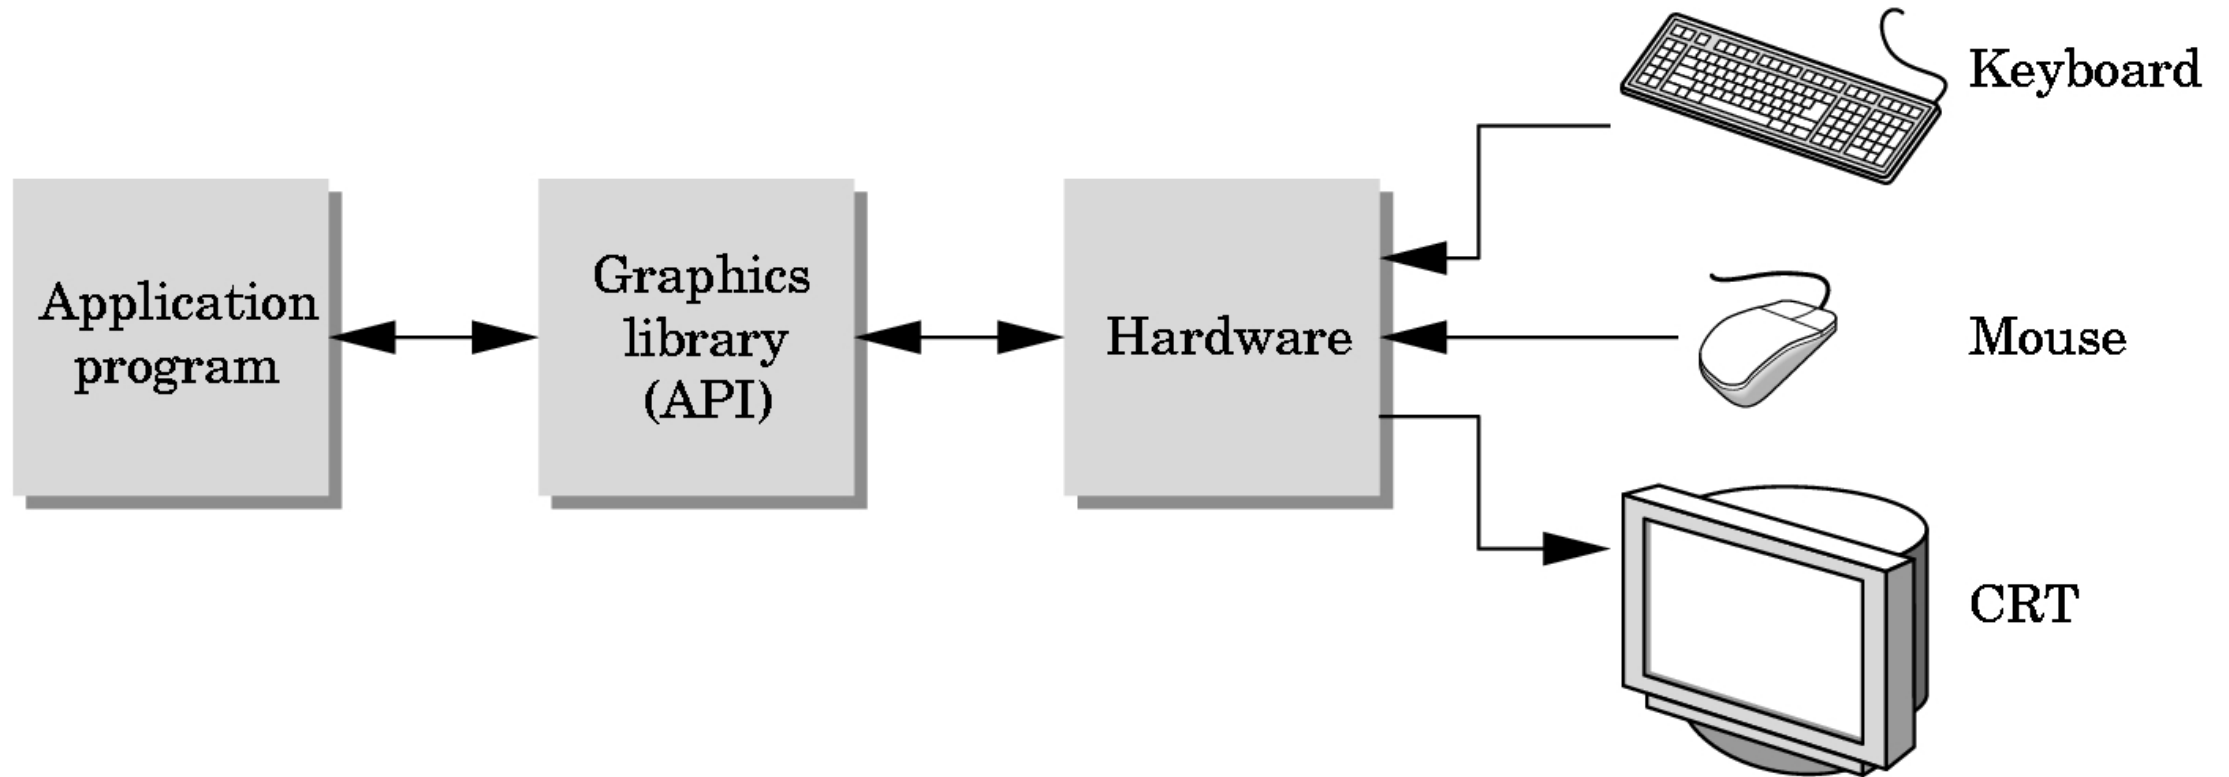 Application
program
Graphics
library
(API)
Hardware
Keyboard
Mouse
CRT